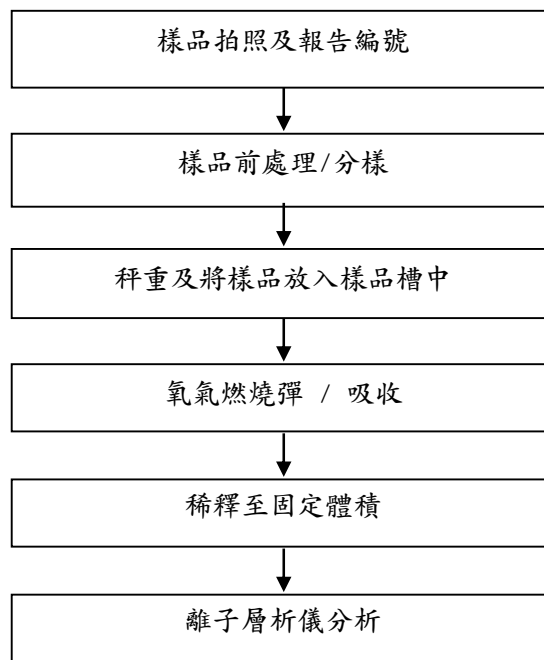 樣品拍照及報告編號
樣品前處理/分樣
秤重及將樣品放入樣品槽中
氧氣燃燒彈 / 吸收
稀釋至固定體積
離子層析儀分析